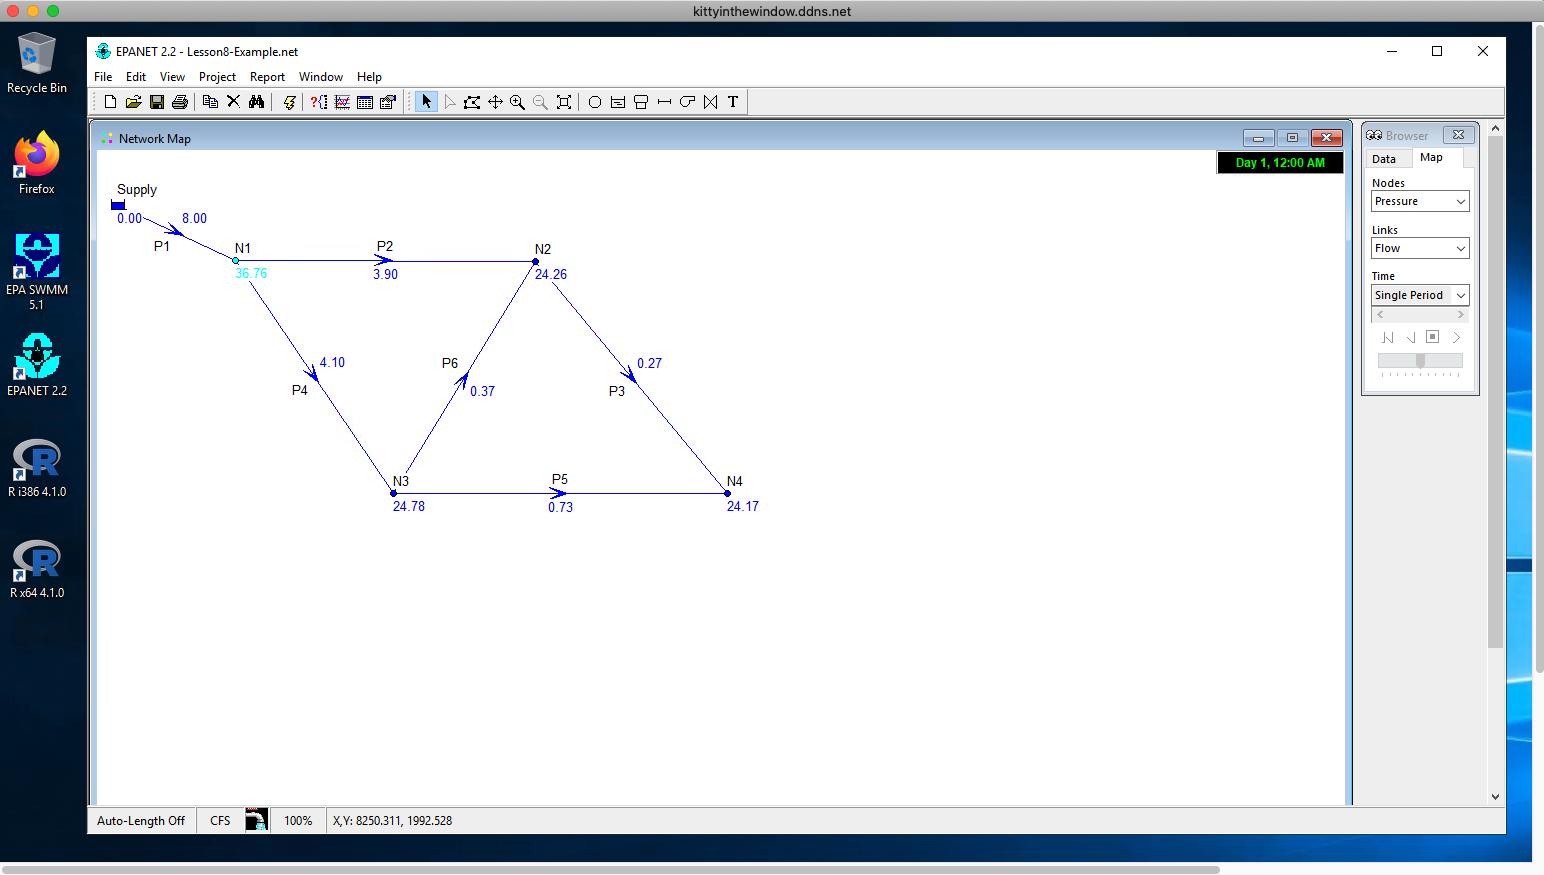 kittyinthewindow.ddns.net
Recycle Bin
Firefox
EPA SWMM
5.1
EPANET 2.2
R i386 4.1.0
R x64 4.1.0
EPANET 2.2 - Lesson8-Example.net
File Edit View Project Report Window Help
T
Network Map
Day 1, 12:00 AM
Supply
0.00 8.00
P1
N1
36.76
P2
3.90
N2
24.26
4.10
P4
P6
0.37
0.27
P3
N3
24.78
P5
0.73
N4
24.17
Browser
Data Map
Nodes
Pressure
Links
Flow
Time
Single Period
Auto-Length Off CFS 100% X,Y: 8250.311, 1992.528